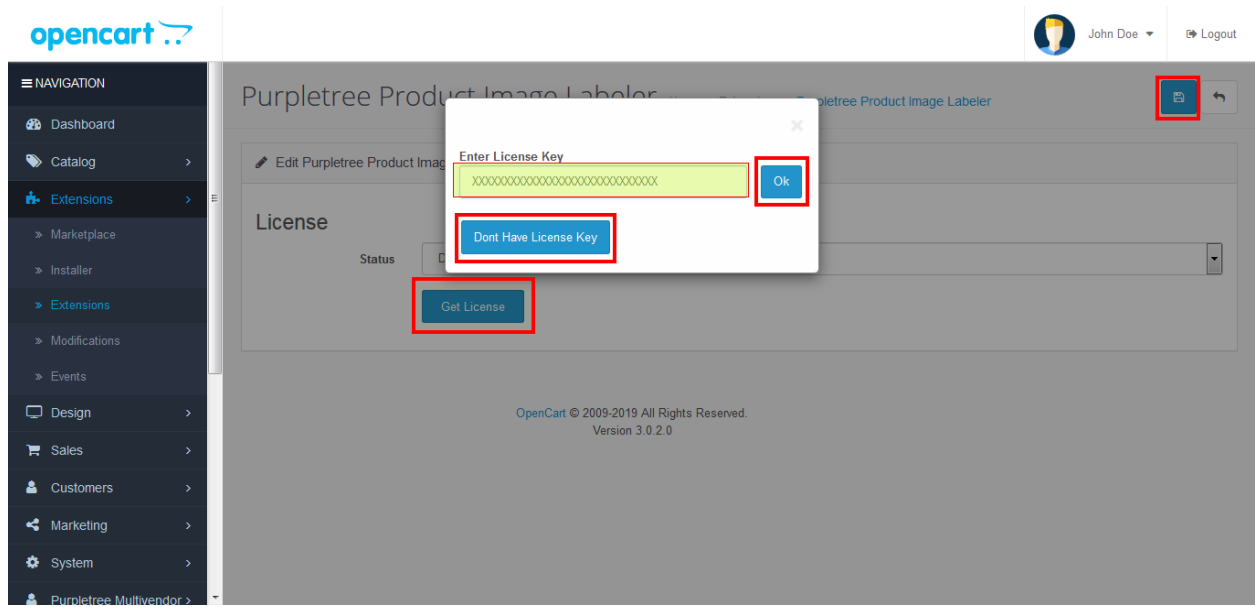 opencart
John Doe
Logout
NAVIGATION
Dashboard
Catalog
Extensions
Marketplace
Installer
Extensions
Modifications
Events
Design
Sales
Customers
Marketing
System
Purpletree Multivendor
Purpletree Product Image Labeler
Purpletree Product Image Labeler
Edit Purpletree Product Imag
License
Status
Get License
Enter License Key
XXXXXXXXXXXXXXXXXXXXXXXXXXXXX
Ok
Dont Have License Key
OpenCart © 2009-2019 All Rights Reserved.
Version 3.0.2.0